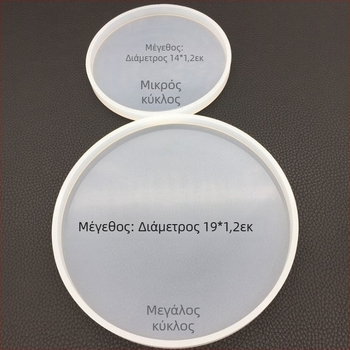 Μέγεθος:
Διάμετρος 14*1,2εκ
Μικρός
κύκλος
Μέγεθος: Διάμετρος 19*1,2εκ
Μεγάλος
κύκλος